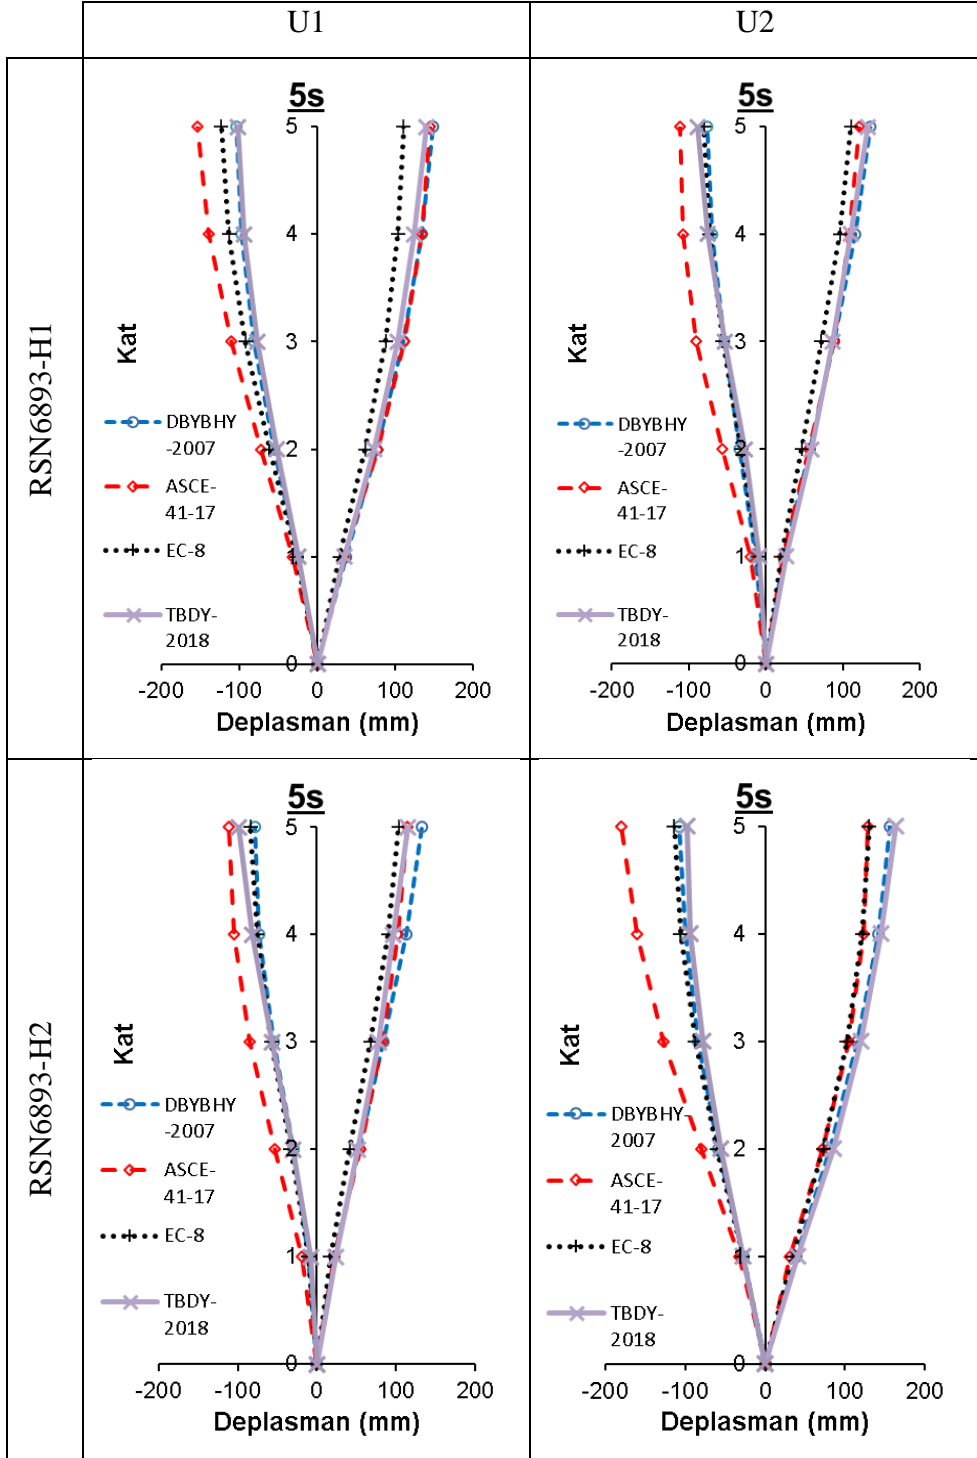 U1
U2
RSN6893-H1
5s
5
4
3
2
1
0
Kat
DBYBHY
-2007
ASCE-
41-17
EC-8
TBDY-
2018
-200 -100 0 100 200
Deplasman (mm)
5s
5
4
3
2
1
0
Kat
DBYBHY
-2007
ASCE-
41-17
EC-8
TBDY-
2018
-200 -100 0 100 200
Deplasman (mm)
RSN6893-H2
5s
5
4
3
2
1
0
Kat
DBYBHY
-2007
ASCE-
41-17
EC-8
TBDY-
2018
-200 -100 0 100 200
Deplasman (mm)
5s
5
4
3
2
1
0
Kat
DBYBHY-
2007
ASCE-
41-17
EC-8
TBDY-
2018
-200 -100 0 100 200
Deplasman (mm)